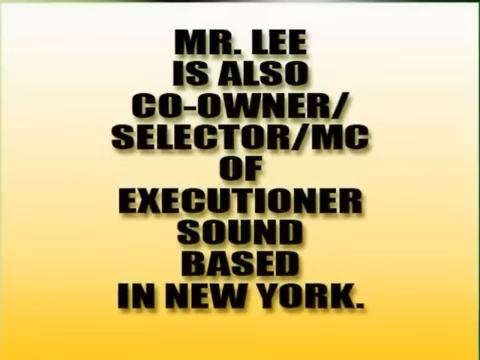 MR. LEE
IS ALSO
CO-OWNER/
SELECTOR/MC
OF
EXECUTIONER
SOUND
BASED
IN NEW YORK.